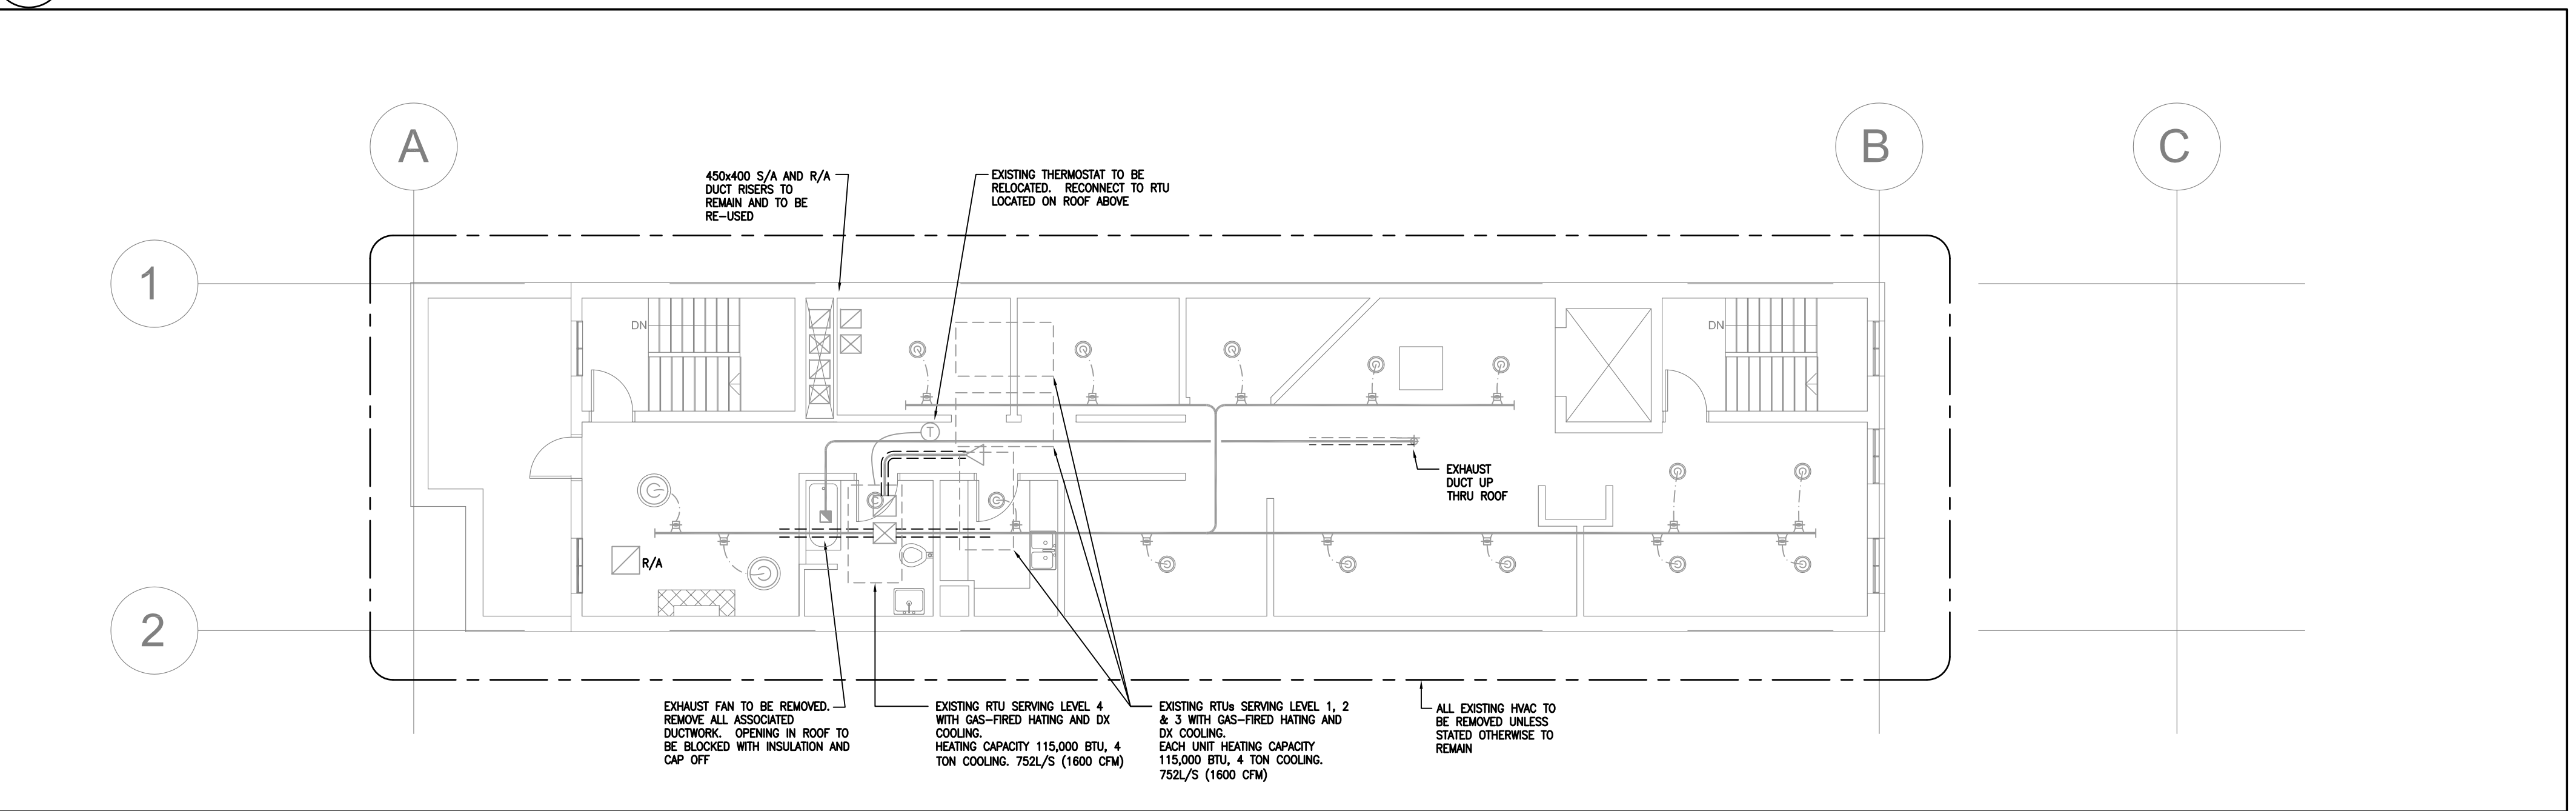 A
B
C
450x400 S/A AND R/A
DUCT RISERS TO
REMAIN AND TO BE
RE-USED
EXISTING THERMOSTAT TO BE
RELOCATED. RECONNECT TO RTU
LOCATED ON ROOF ABOVE
1
DN
DN
T
EXHAUST
DUCT UP
THRU ROOF
R/A
2
EXHAUST FAN TO BE REMOVED.
REMOVE ALL ASSOCIATED
DUCTWORK. OPENING IN ROOF TO
BE BLOCKED WITH INSULATION AND
CAP OFF
EXISTING RTU SERVING LEVEL 4
WITH GAS-FIRED HATING AND DX
COOLING.
HEATING CAPACITY 115,000 BTU, 4
TON COOLING. 752L/S (1600 CFM)
EXISTING RTUs SERVING LEVEL 1, 2
& 3 WITH GAS-FIRED HATING AND
DX COOLING.
EACH UNIT HEATING CAPACITY
115,000 BTU, 4 TON COOLING.
752L/S (1600 CFM)
ALL EXISTING HVAC TO
BE REMOVED UNLESS
STATED OTHERWISE TO
REMAIN